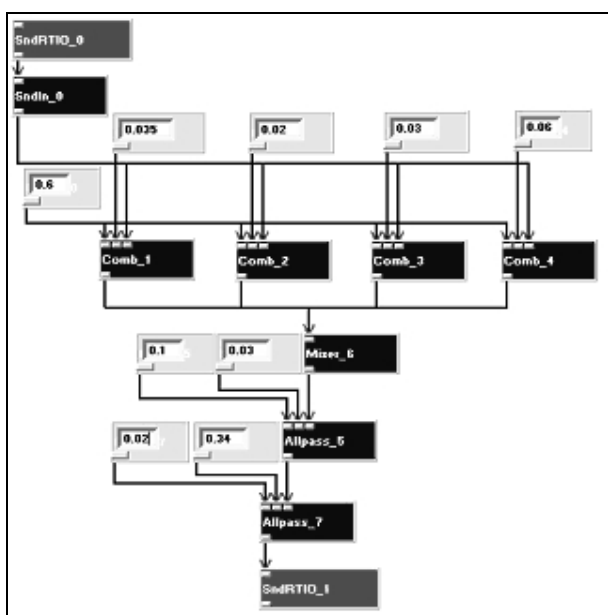 SndRTIO_0
SndIn_0
0.035
0.02
0.03
0.06
0.6
Comb_1
Comb_2
Comb_3
Comb_4
0.1
0.03
Mixer_6
0.02
0.34
Allpass_5
Allpass_7
SndRTIO_1